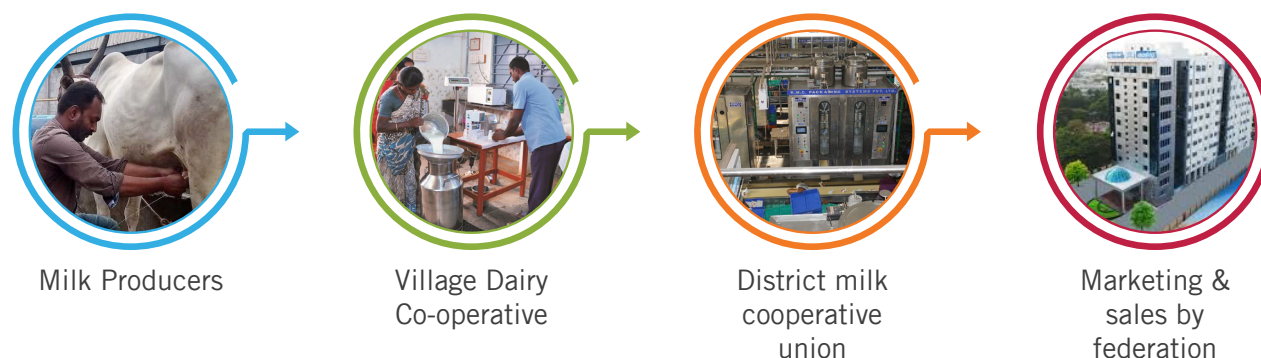 Milk Producers
Village Dairy
Co-operative
District milk
cooperative
union
Marketing &
sales by
federation